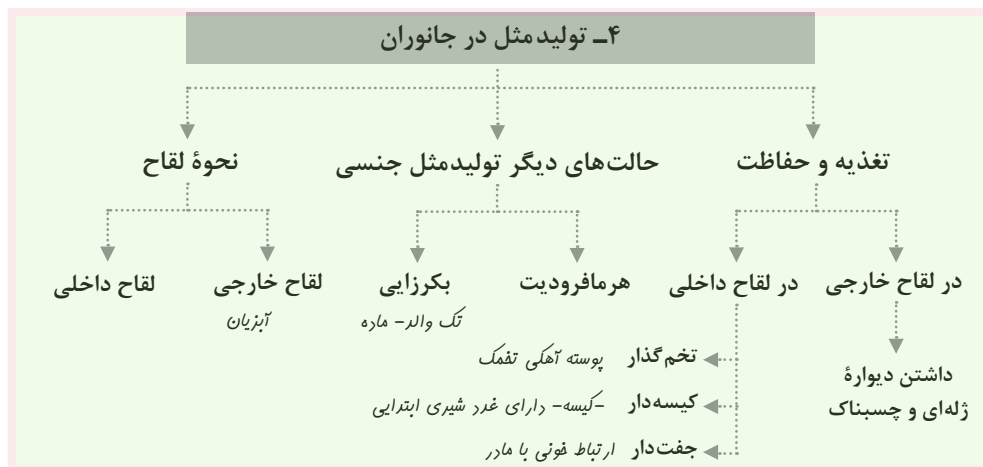 ۴ـ تولیدمثل در جانوران
تغذیه و حفاظت
حالت‌های دیگر تولیدمثل جنسی
نحوۀ لقاح
در لقاح خارجی
در لقاح داخلی
هرمافرودیت
بکرزایی
لقاح خارجی
لقاح داخلی
تک والد- ماده
آبزیان
داشتن دیوارۀ
ژله‌ای و چسبناک
تخم‌گذار پوسته آهکی تخمک
کیسه‌دار -کیسه- دارای غدد شیری ابتدایی
جفت‌دار ارتباط خونی با مادر